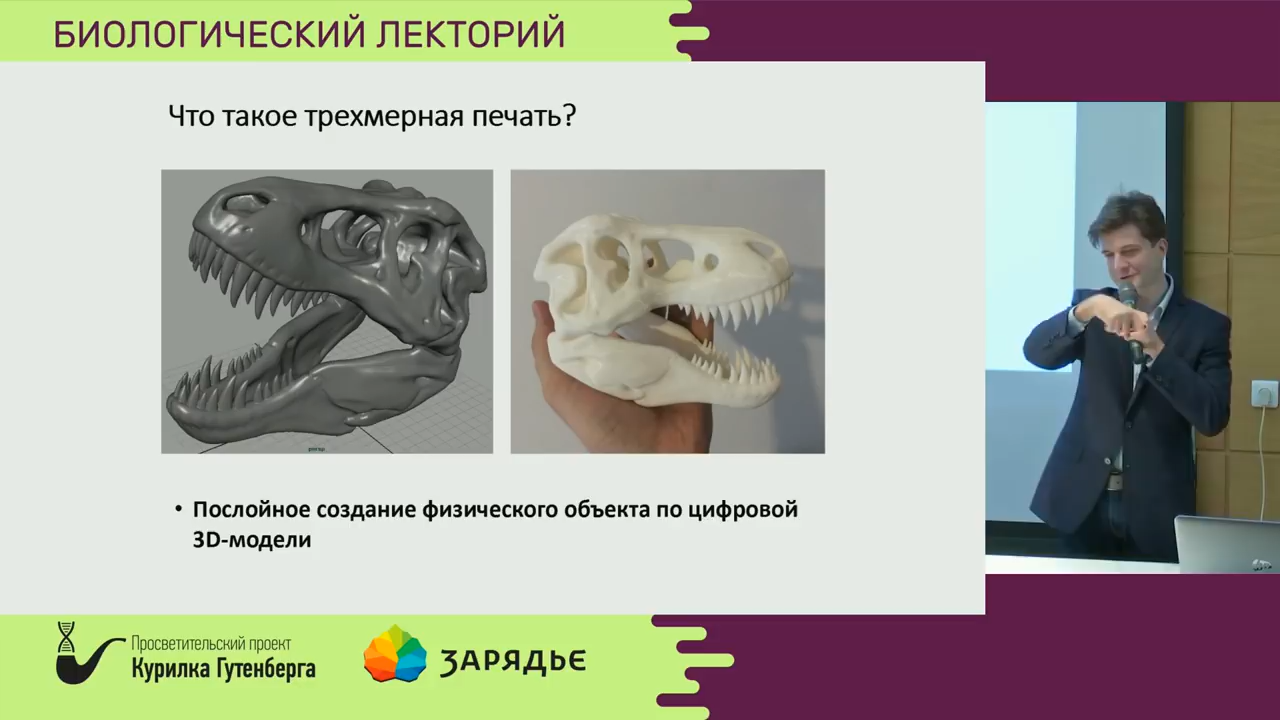 БИОЛОГИЧЕСКИЙ ЛЕКТОРИЙ
Что такое трехмерная печать?
• Послойное создание физического объекта по цифровой
3D-модели
Просветительский проект
Курилка Гутенберга
ЗАРЯДЬЕ